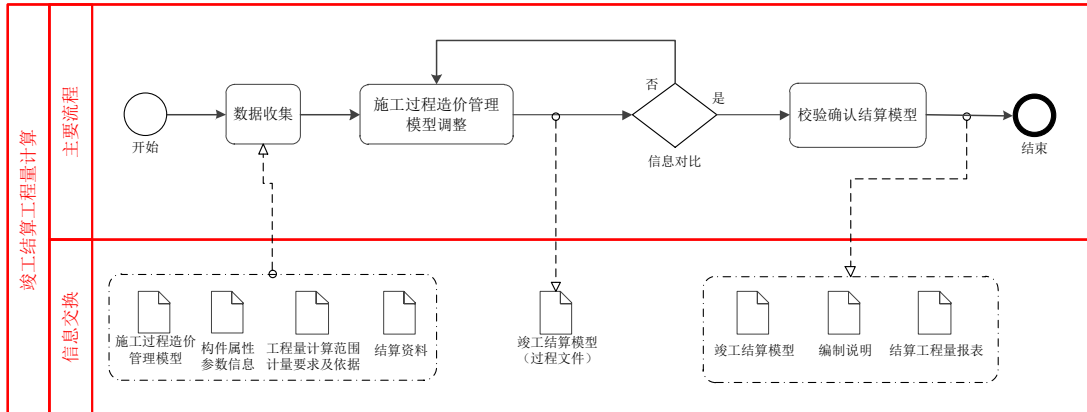 竣工结算工程量计算
主要流程
开始
数据收集
施工过程造价管理
模型调整
否
是
信息对比
校验确认结算模型
结束
信息交换
施工过程造价
管理模型
构件属性
参数信息
工程量计算范围
计量要求及依据
结算资料
竣工结算模型
（过程文件）
竣工结算模型
编制说明
结算工程量报表